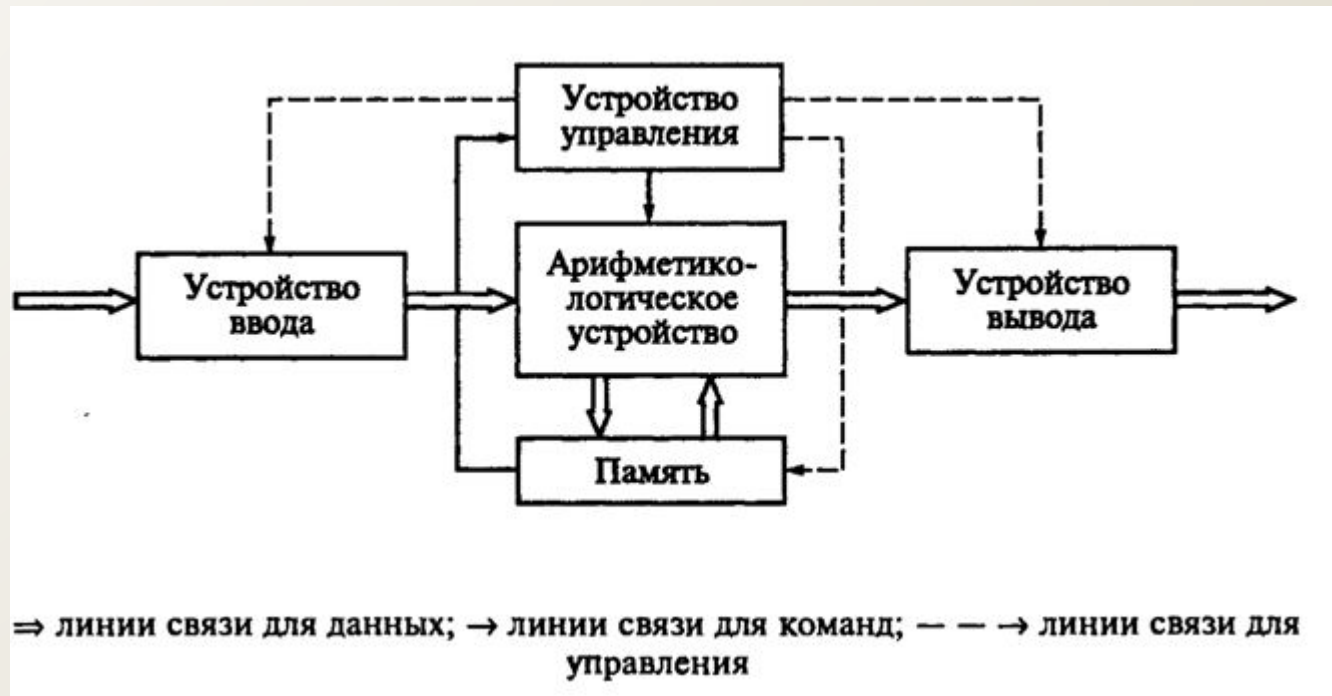 Устройство
управления
Устройство
ввода
Арифметико-
логическое
устройство
Устройство
вывода
Память
⇒ линии связи для данных; → линии связи для команд; — — → линии связи для
управления